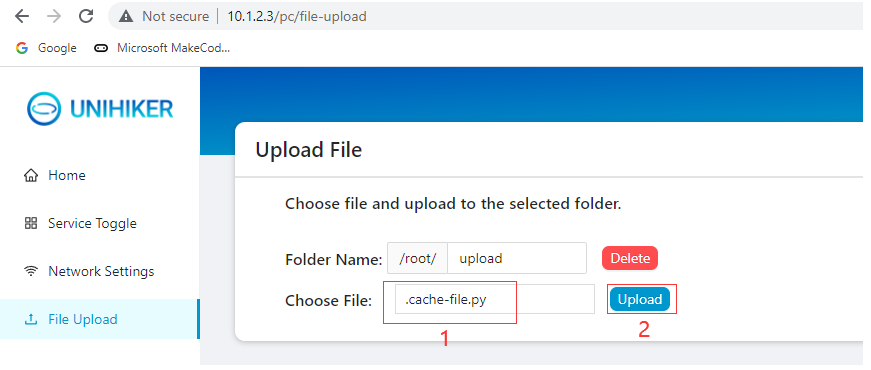 Not secure | 10.1.2.3/pc/file-upload
Google Microsoft MakeCod...
UNIHIKER
Home
Service Toggle
Network Settings
File Upload
Upload File
Choose file and upload to the selected folder.
Folder Name: /root/ upload Delete
Choose File: .cache-file.py Upload
1 2